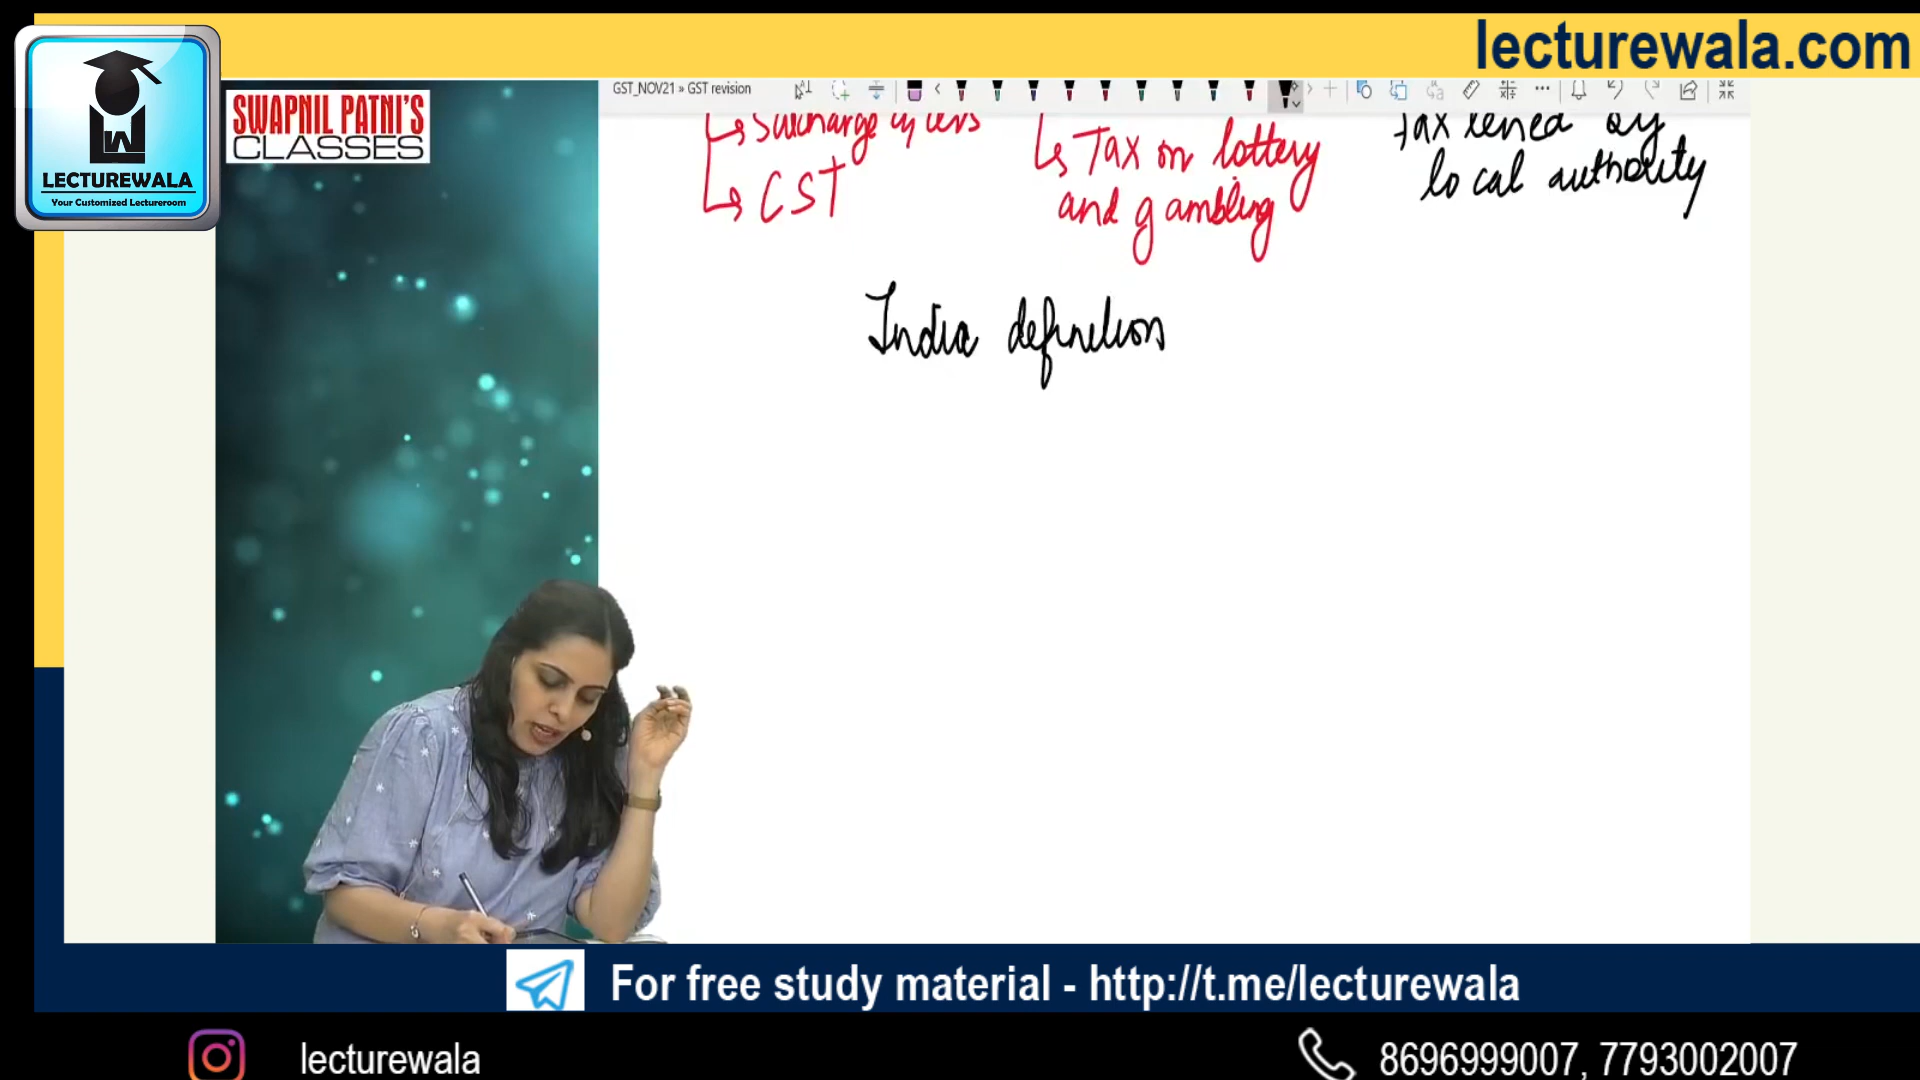 lecturewala.com
LW
LECTUREWALA
Your Customized Lectureroom
SWAPNIL PATNI'S
CLASSES
GST_NOV21 » GST revision
Surcharge
CST
Tax on lottery
and gambling
Tax levied by
local authority
India definition
For free study material - http://t.me/lecturewala
lecturewala
8696999007, 7793002007